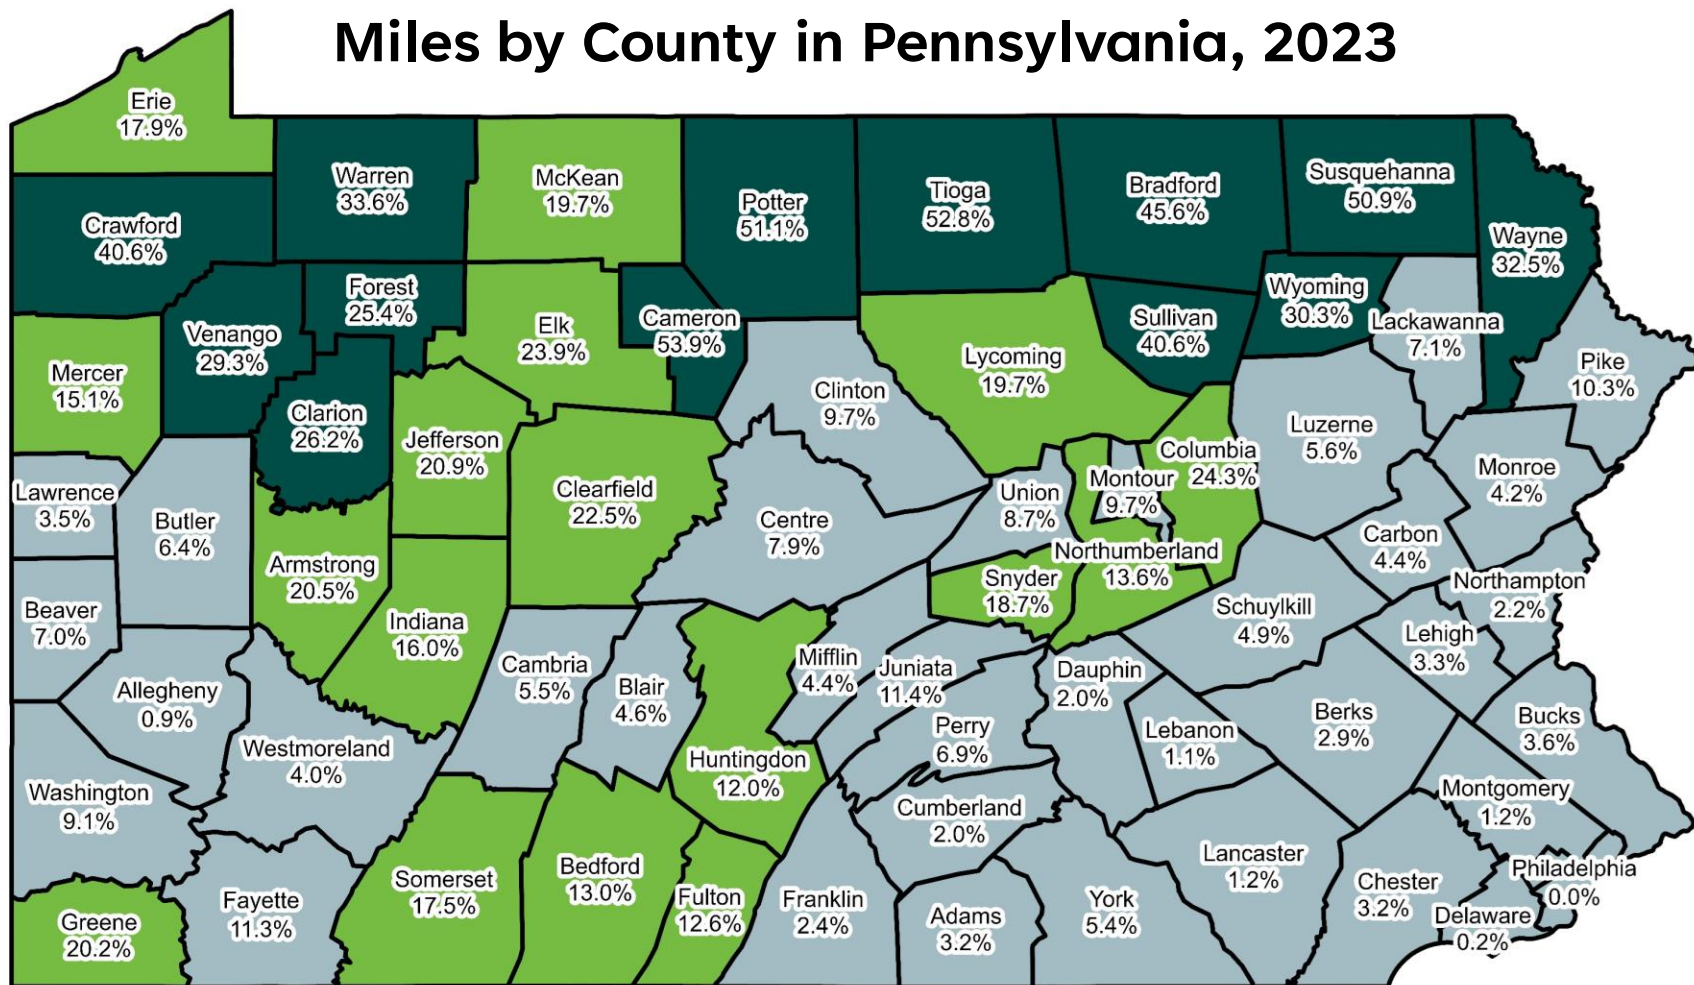 Miles by County in Pennsylvania, 2023
Erie
17.9%
Warren
33.6%
McKean
19.7%
Potter
51.1%
Tioga
52.8%
Bradford
45.6%
Susquehanna
50.9%
Wayne
32.5%
Crawford
40.6%
Venango
29.3%
Forest
25.4%
Elk
23.9%
Cameron
53.9%
Sullivan
40.6%
Wyoming
30.3%
Lackawanna
7.1%
Pike
10.3%
Mercer
15.1%
Clarion
26.2%
Jefferson
20.9%
Clinton
9.7%
Lycoming
19.7%
Columbia
24.3%
Luzerne
5.6%
Monroe
4.2%
Lawrence
3.5%
Butler
6.4%
Clearfield
22.5%
Centre
7.9%
Union
8.7%
Montour
9.7%
Carbon
4.4%
Armstrong
20.5%
Northumberland
13.6%
Snyder
18.7%
Northampton
2.2%
Beaver
7.0%
Indiana
16.0%
Schuylkill
4.9%
Lehigh
3.3%
Allegheny
0.9%
Cambria
5.5%
Blair
4.6%
Mifflin
4.4%
Juniata
11.4%
Dauphin
2.0%
Westmoreland
4.0%
Huntingdon
12.0%
Perry
6.9%
Lebanon
1.1%
Berks
2.9%
Bucks
3.6%
Washington
9.1%
Cumberland
2.0%
Montgomery
1.2%
Greene
20.2%
Fayette
11.3%
Somerset
17.5%
Bedford
13.0%
Fulton
12.6%
Franklin
2.4%
Adams
3.2%
York
5.4%
Lancaster
1.2%
Chester
3.2%
Philadelphia
0.0%
Delaware
0.2%